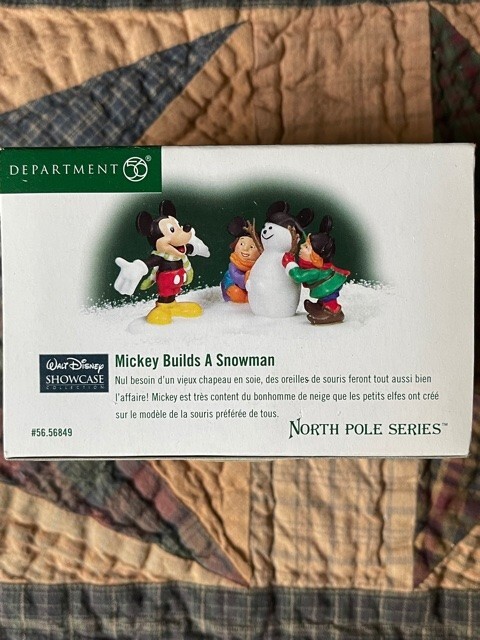 DEPARTMENT 56®
Walt Disney
SHOWCASE
COLLECTION
Mickey Builds A Snowman
Nul besoin d'un vieux chapeau en soie, des oreilles de souris feront tout aussi bien
l'affaire! Mickey est très content du bonhomme de neige que les petits elfes ont créé
sur le modèle de la souris préférée de tous.
#56.56849
NORTH POLE SERIES™